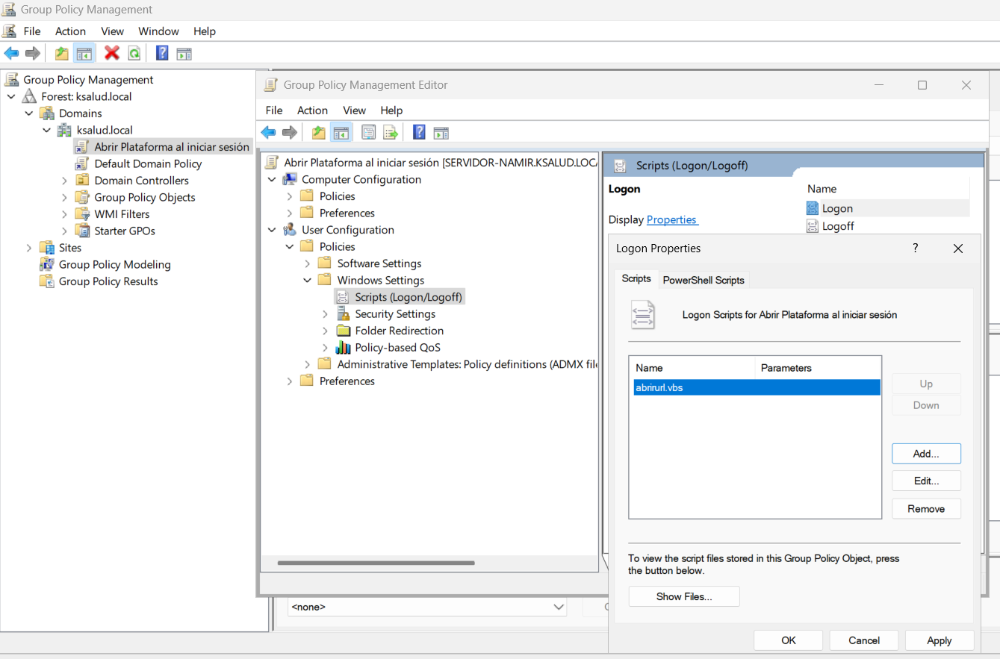 Group Policy Management
File Action View Window Help
Group Policy Management
Forest: ksalud.local
Domains
ksalud.local
Abrir Plataforma al iniciar sesión
Default Domain Policy
Domain Controllers
Group Policy Objects
WMI Filters
Starter GPOs
Sites
Group Policy Modeling
Group Policy Results
Group Policy Management Editor
File Action View Help
Abrir Plataforma al iniciar sesión [SERVIDOR-NAMIR.KSALUD.LOCA
Computer Configuration
Policies
Preferences
User Configuration
Policies
Software Settings
Windows Settings
Scripts (Logon/Logoff)
Security Settings
Folder Redirection
Policy-based QoS
Administrative Templates: Policy definitions (ADMX file
Preferences
Scripts (Logon/Logoff)
Logon
Display Properties
Name
Logon
Logoff
Logon Properties
? 
Scripts PowerShell Scripts
Logon Scripts for Abrir Plataforma al iniciar sesión
Name Parameters
abrirurl.vbs
Up
Down
Add...
Edit...
Remove
To view the script files stored in this Group Policy Object, press
the button below.
Show Files...
OK Cancel Apply
<none>